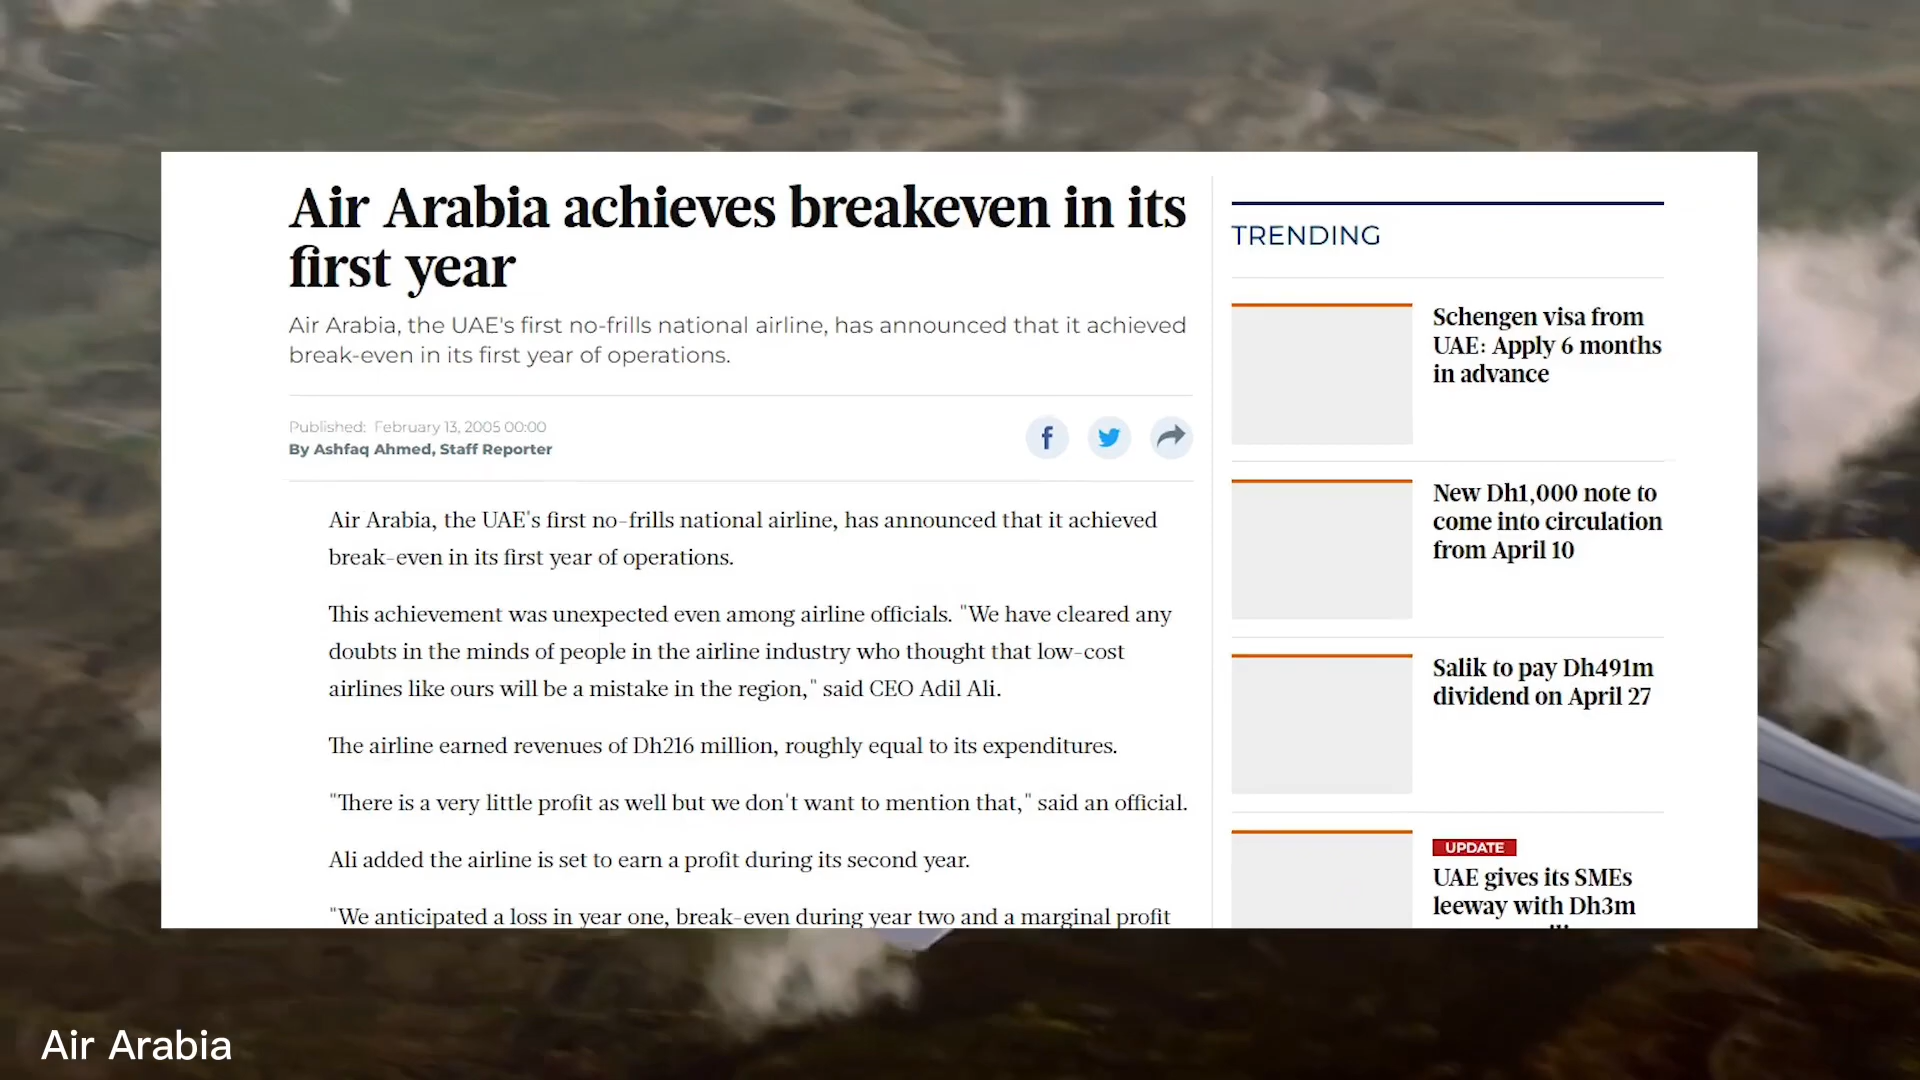 Air Arabia achieves breakeven in its
first year
Air Arabia, the UAE's first no-frills national airline, has announced that it achieved
break-even in its first year of operations.
Published: February 13, 2005 00:00
By Ashfaq Ahmed, Staff Reporter
Air Arabia, the UAE's first no-frills national airline, has announced that it achieved
break-even in its first year of operations.
This achievement was unexpected even among airline officials. "We have cleared any
doubts in the minds of people in the airline industry who thought that low-cost
airlines like ours will be a mistake in the region," said CEO Adil Ali.
The airline earned revenues of Dh216 million, roughly equal to its expenditures.
"There is a very little profit as well but we don't want to mention that," said an official.
Ali added the airline is set to earn a profit during its second year.
"We anticipated a loss in year one, break-even during year two and a marginal profit
TRENDING
Schengen visa from
UAE: Apply 6 months
in advance
New Dh1,000 note to
come into circulation
from April 10
Salik to pay Dh491m
dividend on April 27
UPDATE
UAE gives its SMEs
leeway with Dh3m
Air Arabia